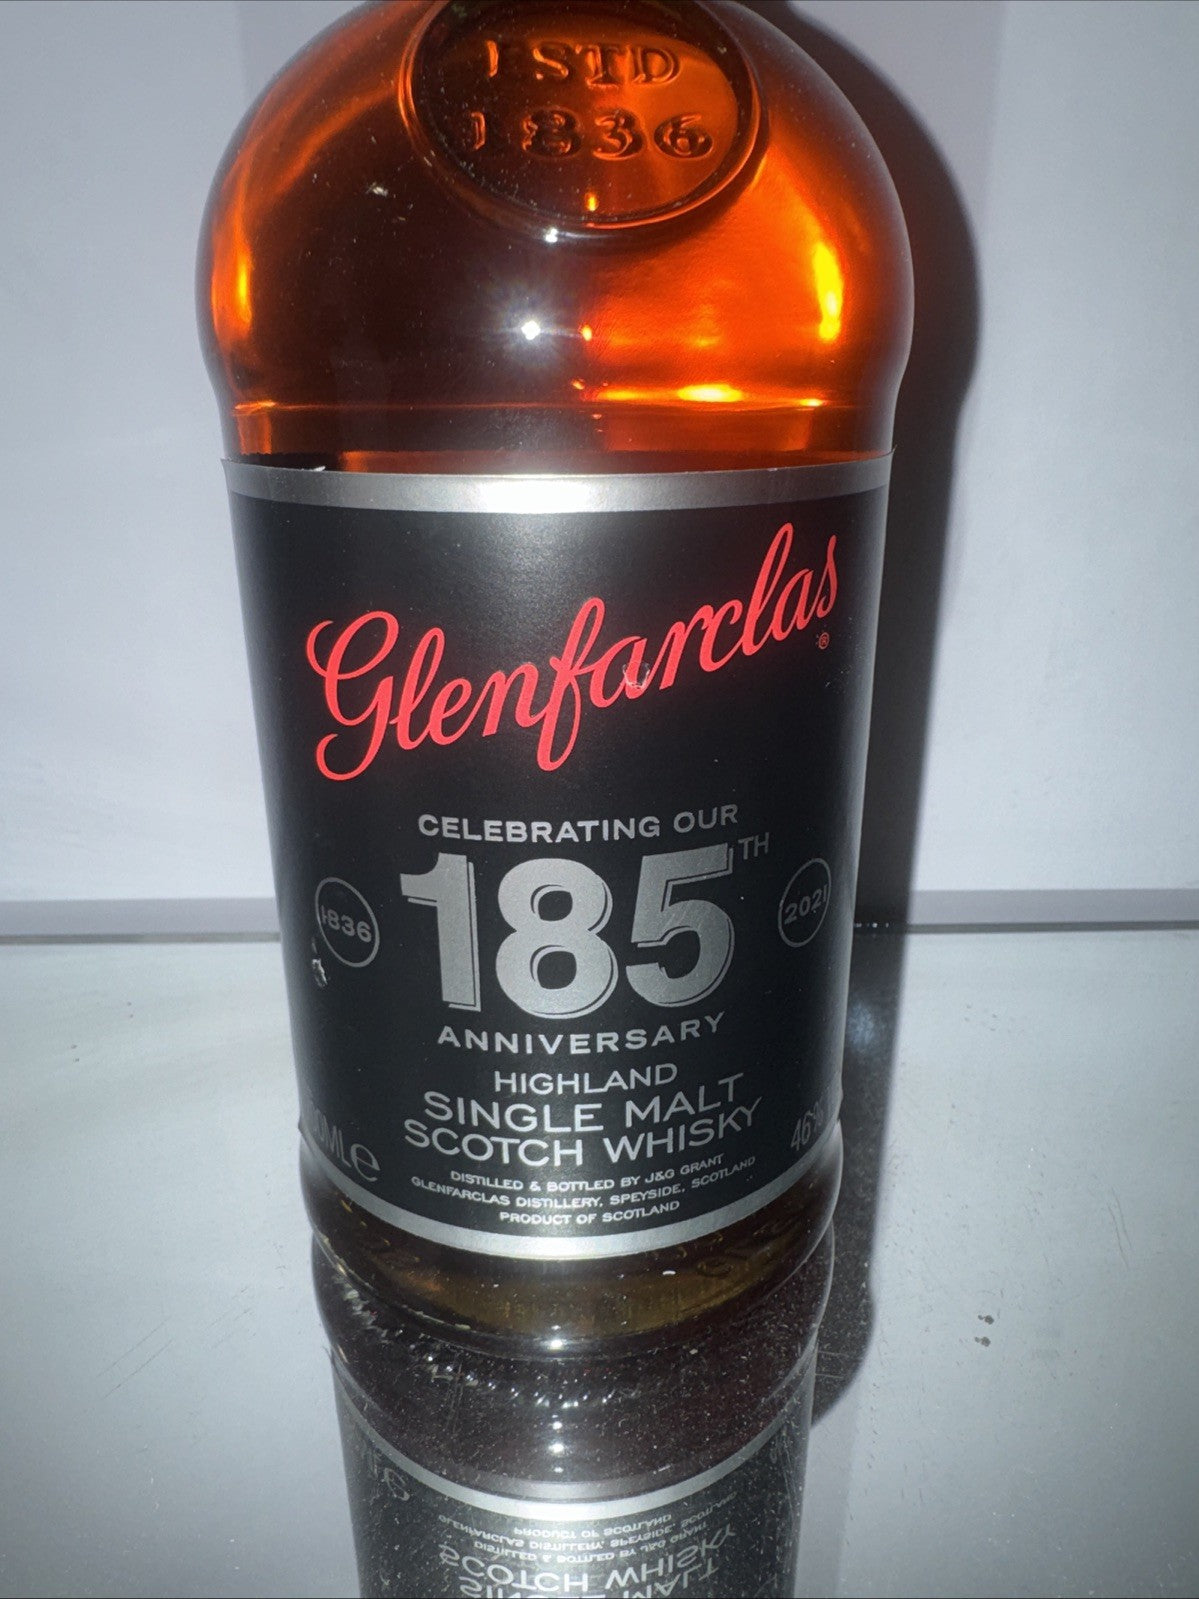 ESTD
1836
Glenfarclas®
CELEBRATING OUR
185TH
1836
2021
ANNIVERSARY
HIGHLAND
SINGLE MALT
SCOTCH WHISKY
46%
DISTILLED & BOTTLED BY J&G GRANT
GLENFARCLAS DISTILLERY, SPEYSIDE, SCOTLAND
PRODUCT OF SCOTLAND